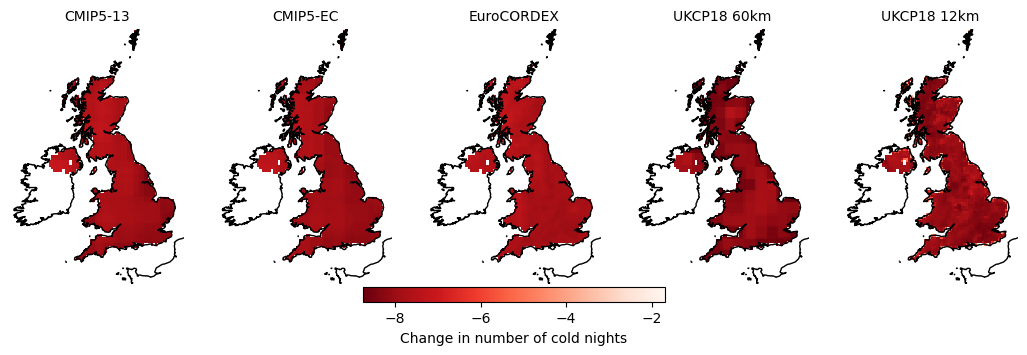 CMIP5-13 CMIP5-EC EuroCORDEX UKCP18 60km UKCP18 12km
−8 −6 −4 −2
Change in number of cold nights